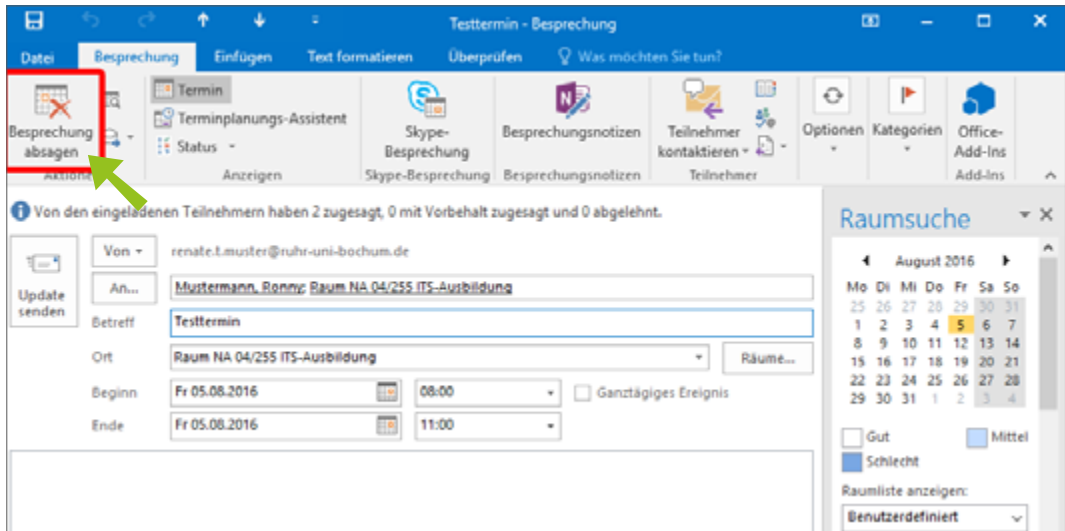 Testtermin - Besprechung
Datei Besprechung Einfügen Text formatieren Überprüfen Was möchten Sie tun?
Besprechung absagen
Termin
Terminplanungs-Assistent
Status
Skype-Besprechung
Besprechungsnotizen
Teilnehmer kontaktieren
Optionen Kategorien
Office-Add-Ins
Anzeigen Skype-Besprechung Besprechungsnotizen Teilnehmer Add-Ins
Von den eingeladenen Teilnehmern haben 2 zugesagt, 0 mit Vorbehalt zugesagt und 0 abgelehnt.
Update senden
Von renate.t.muster@ruhr-uni-bochum.de
An... Mustermann, Ronny; Raum NA 04/255 ITS-Ausbildung
Betreff Testtermin
Ort Raum NA 04/255 ITS-Ausbildung Räume...
Beginn Fr 05.08.2016 08:00 Ganztägiges Ereignis
Ende Fr 05.08.2016 11:00
Raumsuche
August 2016
Mo Di Mi Do Fr Sa So
25 26 27 28 29 30 31
1 2 3 4 5 6 7
8 9 10 11 12 13 14
15 16 17 18 19 20 21
22 23 24 25 26 27 28
29 30 31 1 2 3 4
Gut Mittel
Schlecht
Raumliste anzeigen:
Benutzerdefiniert